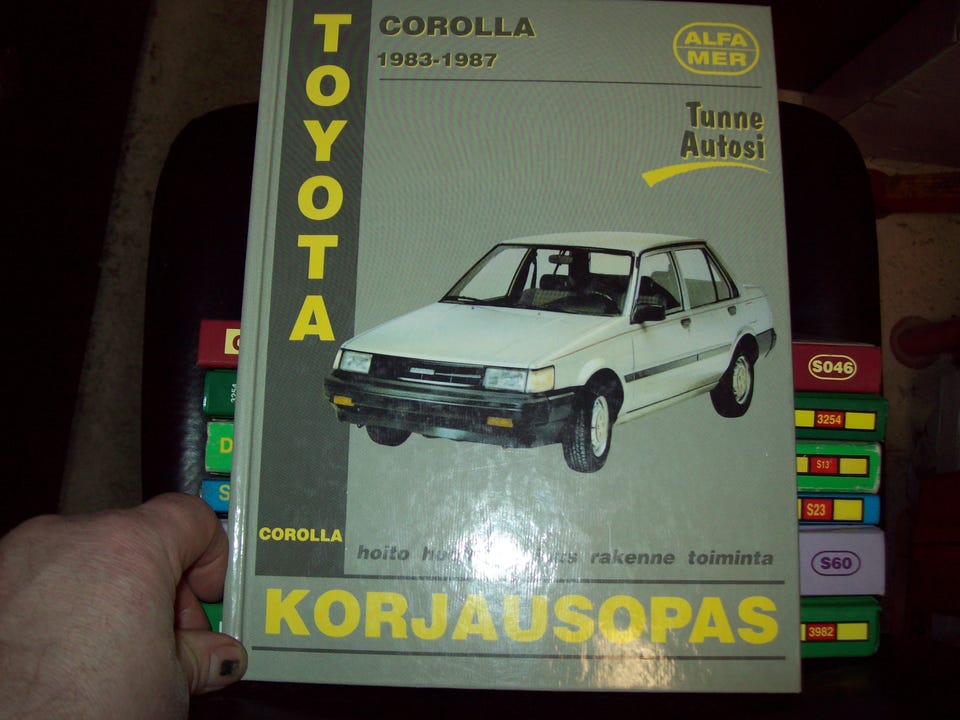 TOYOTA
COROLLA
1983-1987
ALFA
MER
Tunne
Autosi
COROLLA
hoito rakenne toiminta
KORJAUSOPAS
S046
3254
3254
D
S13
S
S23
S60
3982